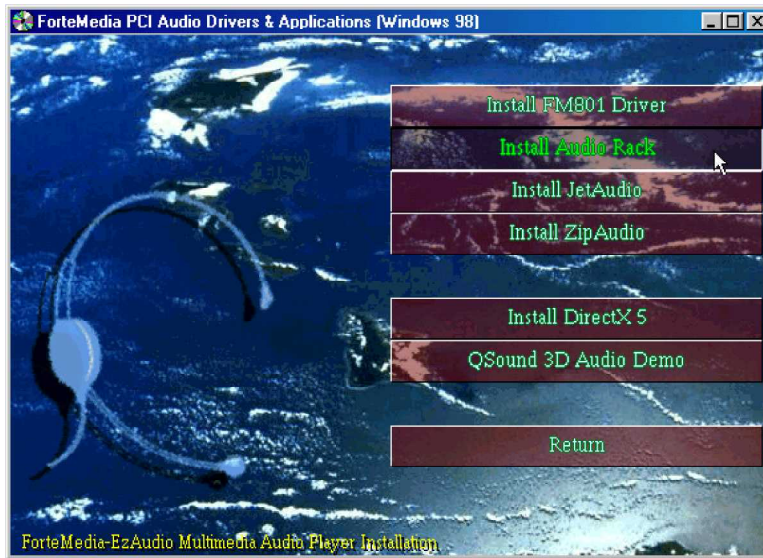 ForteMedia PCI Audio Drivers & Applications (Windows 98)
Install FM801 Driver
Install Audio Rack
Install JetAudio
Install ZipAudio
Install DirectX 5
QSound 3D Audio Demo
Return
ForteMedia-EzAudio Multimedia Audio Player Installation